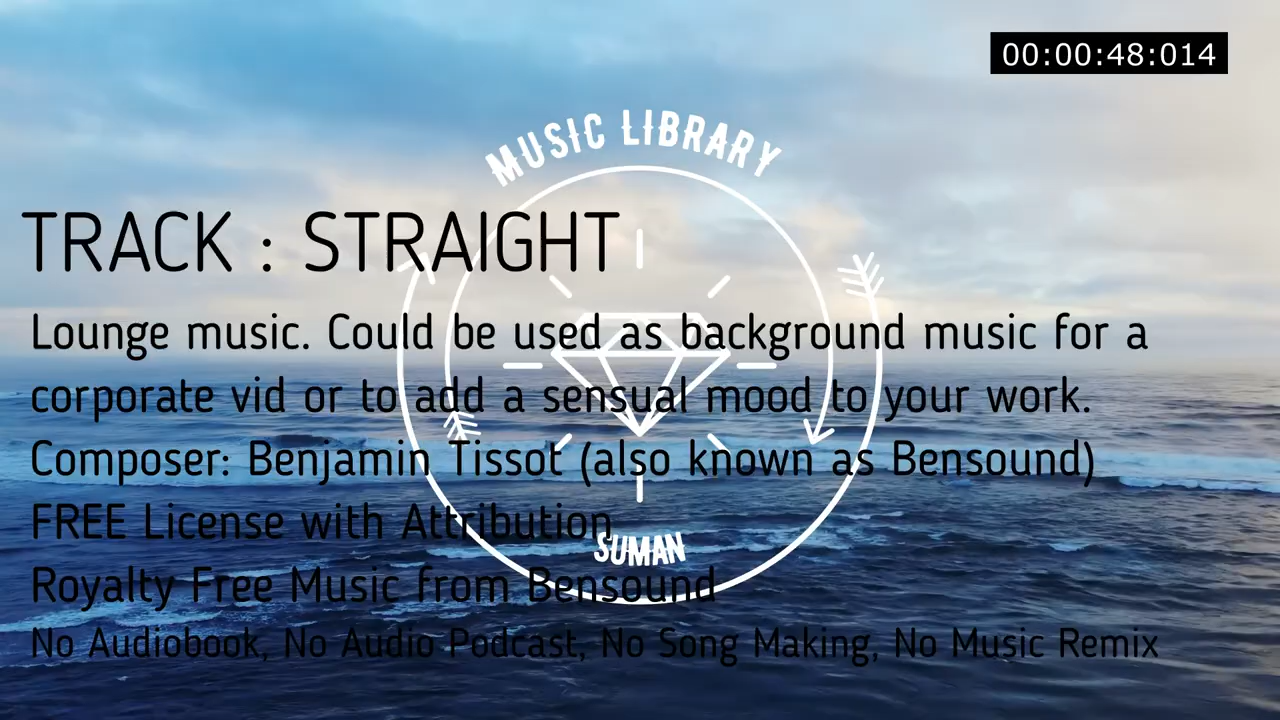 00:00:48:014
MUSIC LIBRARY
TRACK : STRAIGHT
Lounge music. Could be used as background music for a
corporate vid or to add a sensual mood to your work.
Composer: Benjamin Tissot (also known as Bensound)
FREE License with Attribution
SUMAN
Royalty Free Music from Bensound
No Audiobook, No Audio Podcast, No Song Making, No Music Remix